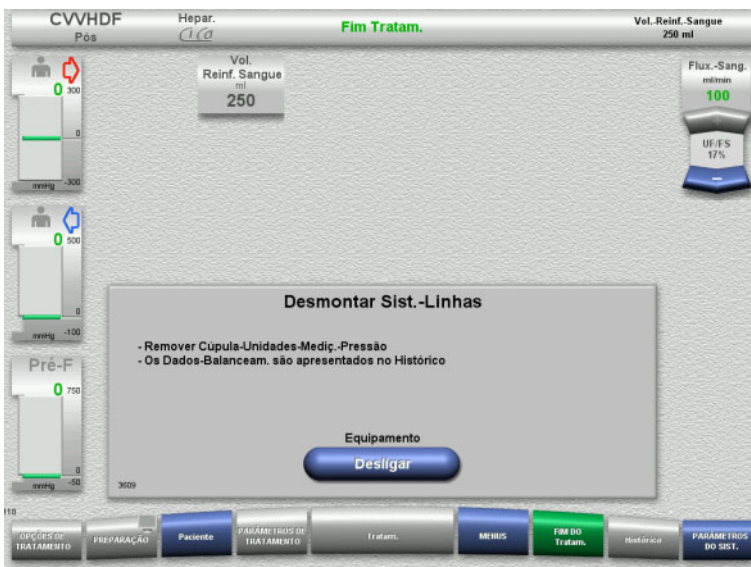 CVVHDF
Pós
Hepar.
Cica
Fim Tratam.
Vol.-Reinf.-Sangue
250 ml
0
300
0
mmHg
-300
Vol.
Reinf. Sangue
ml
250
Flux.-Sang.
ml/min
100
+
UF/FS
17%
–
0
500
0
mmHg
-100
Pré-F
0
750
0
mmHg
-50
Desmontar Sist.-Linhas
- Remover Cúpula-Unidades-Mediç.-Pressão
- Os Dados-Balanceam. são apresentados no Histórico
Equipamento
Desligar
3609
OPÇÕES DE
TRATAMENTO
PREPARAÇÃO
Paciente
PARÂMETROS DE
TRATAMENTO
Tratam.
MENUS
FIM DO
Tratam.
Histórico
PARÂMETROS
DO SIST.